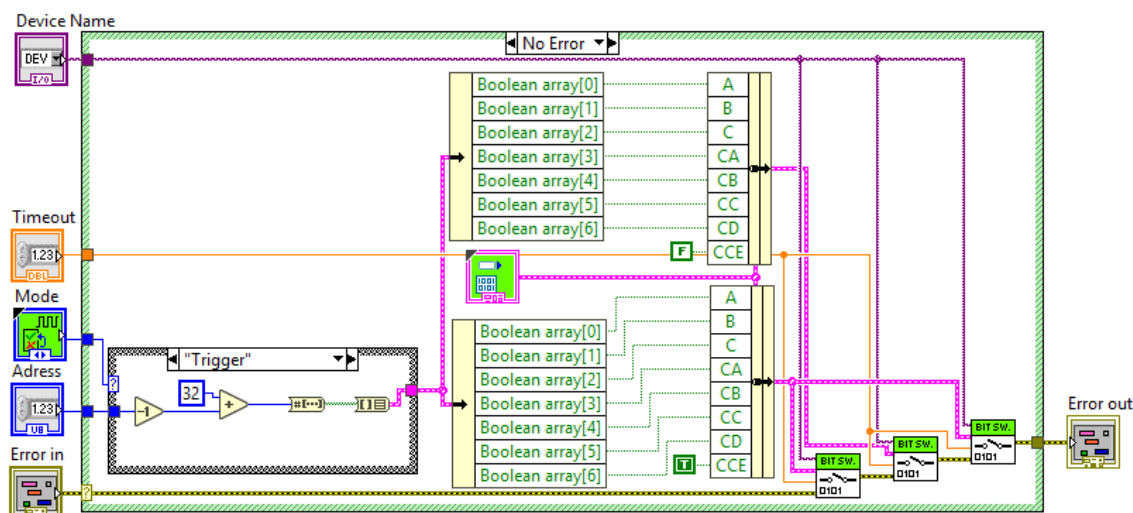 Device Name
DEV
I/O
No Error
Boolean array[0] A
Boolean array[1] B
Boolean array[2] C
Boolean array[3] CA
Boolean array[4] CB
Boolean array[5] CC
Boolean array[6] CD
F CCE
Timeout
1.23
DBL
1001
0101
Mode
"Trigger"
?
32
-1
+
#[...]
[ ]
Adress
1.23
U8
Boolean array[0] A
Boolean array[1] B
Boolean array[2] C
Boolean array[3] CA
Boolean array[4] CB
Boolean array[5] CC
Boolean array[6] CD
T CCE
Error in
?
BIT SW.
0101
BIT SW.
0101
BIT SW.
0101
Error out